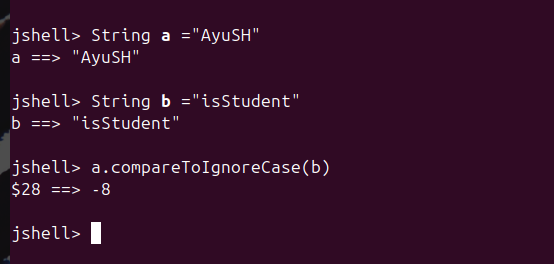 jshell> String a ="AyuSH"
a ==> "AyuSH"
jshell> String b ="isStudent"
b ==> "isStudent"
jshell> a.compareToIgnoreCase(b)
$28 ==> -8
jshell>